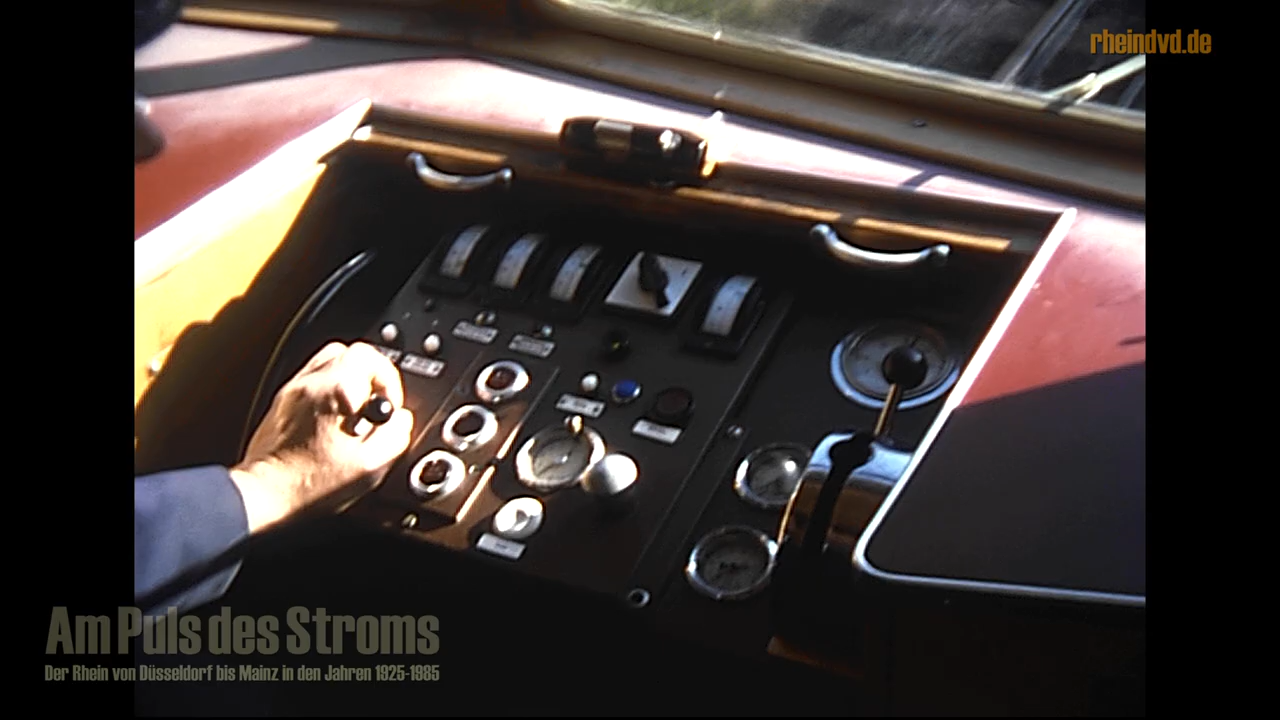 rheindvd.de
Am Puls des Stroms
Der Rhein von Düsseldorf bis Mainz in den Jahren 1925-1985